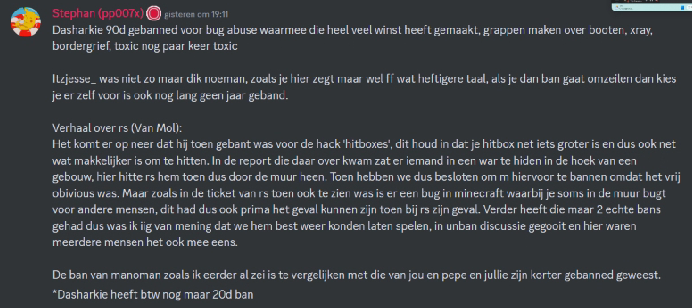 Stephan (pp007x) gisteren om 19:11
Dasharkie 90d gebanned voor bug abuse waarmee die heel veel winst heeft gemaakt, grappen maken over booten, xray,
bordergrief, toxic nog paar keer toxic
Itzjesse_ was niet zo maar dik noeman, zoals je hier zegt maar wel ff wat heftigere taal, als je dan ban gaat omzeilen dan kies
je er zelf voor is ook nog lang geen jaar geband.
Verhaal over rs (Van Mol):
Het komt er op neer dat hij toen gebant was voor de hack 'hitboxes', dit houd in dat je hitbox net iets groter is en dus ook net
wat makkelijker is om te hitten. In de report die daar over kwam zat er iemand in een war te hiden in de hoek van een
gebouw, hier hitte rs hem toen dus door de muur heen. Toen hebben we dus besloten om m hiervoor te bannen omdat het vrij
obivious was. Maar zoals in de ticket van rs toen ook te zien was is er een bug in minecraft waarbij je soms in de muur bugt
voor andere mensen, dit had dus ook prima het geval kunnen zijn toen bij rs zijn geval. Verder heeft die maar 2 echte bans
gehad dus was ik iig van mening dat we hem best weer konden laten spelen, in unban discussie gegooit en hier waren
meerdere mensen het ook mee eens.
De ban van manoman zoals ik eerder al zei is te vergelijken met die van jou en pepe en jullie zijn korter gebanned geweest.
*Dasharkie heeft btw nog maar 20d ban